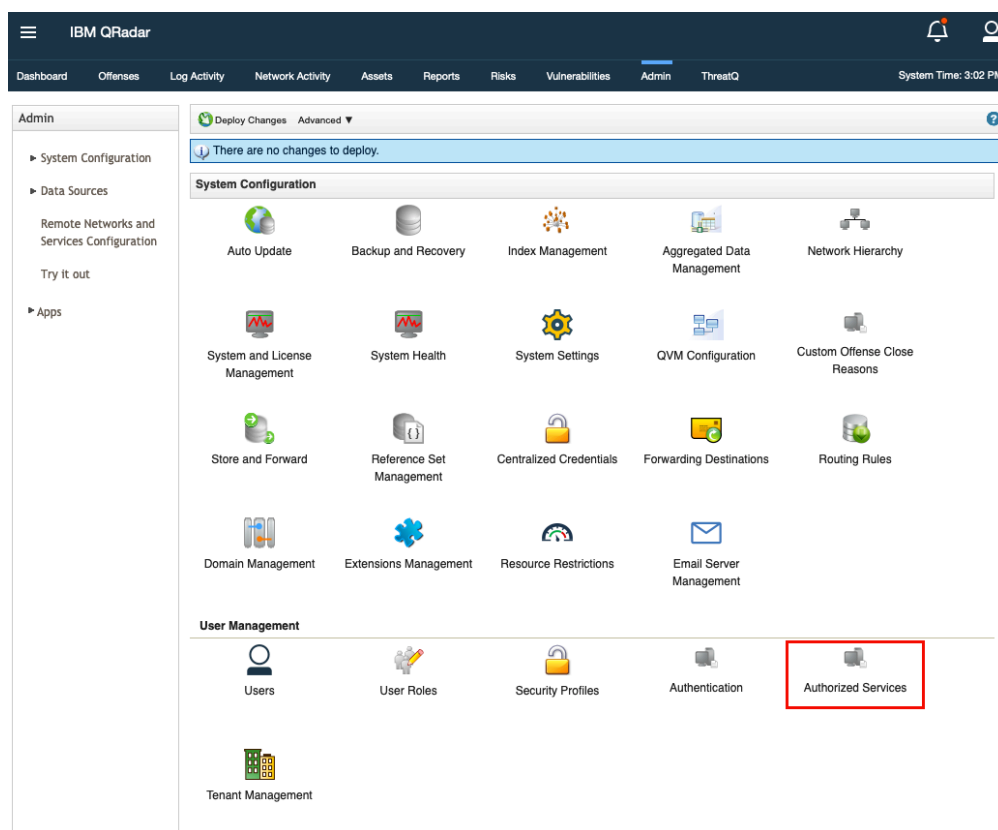 IBM QRadar
Dashboard Offenses Log Activity Network Activity Assets Reports Risks Vulnerabilities Admin ThreatQ System Time: 3:02 PM
Admin
System Configuration
Data Sources
Remote Networks and
Services Configuration
Try it out
Apps
Deploy Changes Advanced ▼
There are no changes to deploy.
System Configuration
Auto Update
Backup and Recovery
Index Management
Aggregated Data
Management
Network Hierarchy
System and License
Management
System Health
System Settings
QVM Configuration
Custom Offense Close
Reasons
Store and Forward
Reference Set
Management
Centralized Credentials
Forwarding Destinations
Routing Rules
Domain Management
Extensions Management
Resource Restrictions
Email Server
Management
User Management
Users
User Roles
Security Profiles
Authentication
Authorized Services
Tenant Management